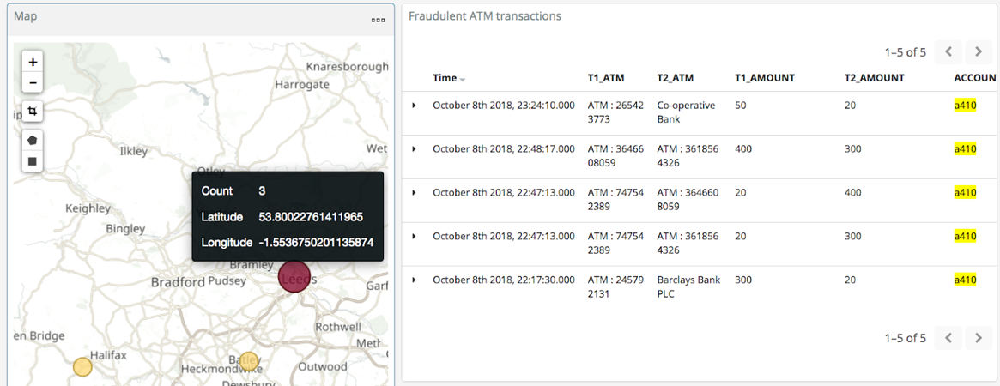 Map
+
−
Knaresborough
Harrogate
ip
Ilkley
Wet
Otley
Count 3
Latitude 53.80022761411965
Longitude -1.5536750201135874
Keighley
Bingley
Bramley
Bradford
Pudsey
Leeds
Garf
Rothwell
en Bridge
Halifax
Batley
Meth
Heckmondwike
Outwood
Dewsbury
Fraudulent ATM transactions
1–5 of 5
Time T1_ATM T2_ATM T1_AMOUNT T2_AMOUNT ACCOUN
October 8th 2018, 23:24:10.000 ATM : 26542 Co-operative 50 20 a410
3773 Bank
October 8th 2018, 22:48:17.000 ATM : 36466 ATM : 361856 400 300 a410
08059 4326
October 8th 2018, 22:47:13.000 ATM : 74754 ATM : 364660 20 400 a410
2389 8059
October 8th 2018, 22:47:13.000 ATM : 74754 ATM : 361856 20 300 a410
2389 4326
October 8th 2018, 22:17:30.000 ATM : 24579 Barclays Bank 300 20 a410
2131 PLC
1–5 of 5